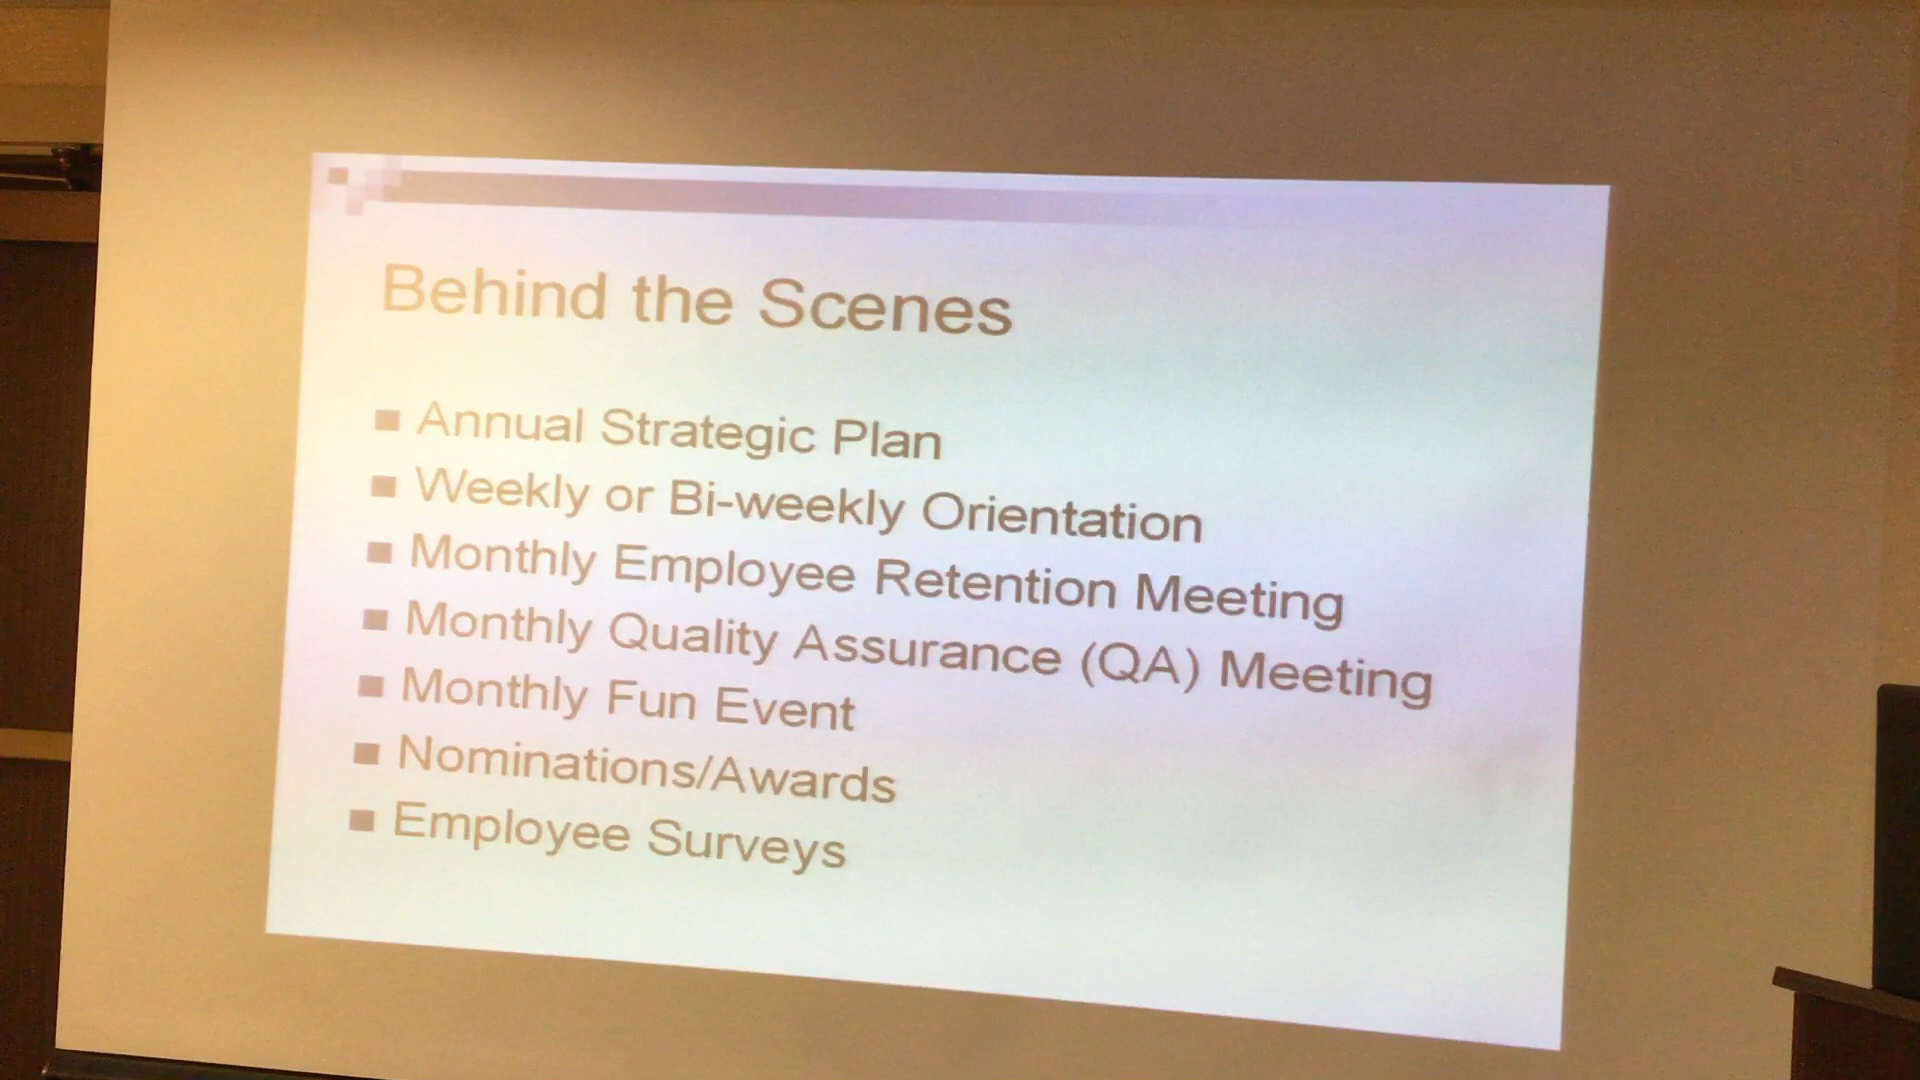 Behind the Scenes
Annual Strategic Plan
Weekly or Bi-weekly Orientation
Monthly Employee Retention Meeting
Monthly Quality Assurance (QA) Meeting
Monthly Fun Event
Nominations/Awards
Employee Surveys